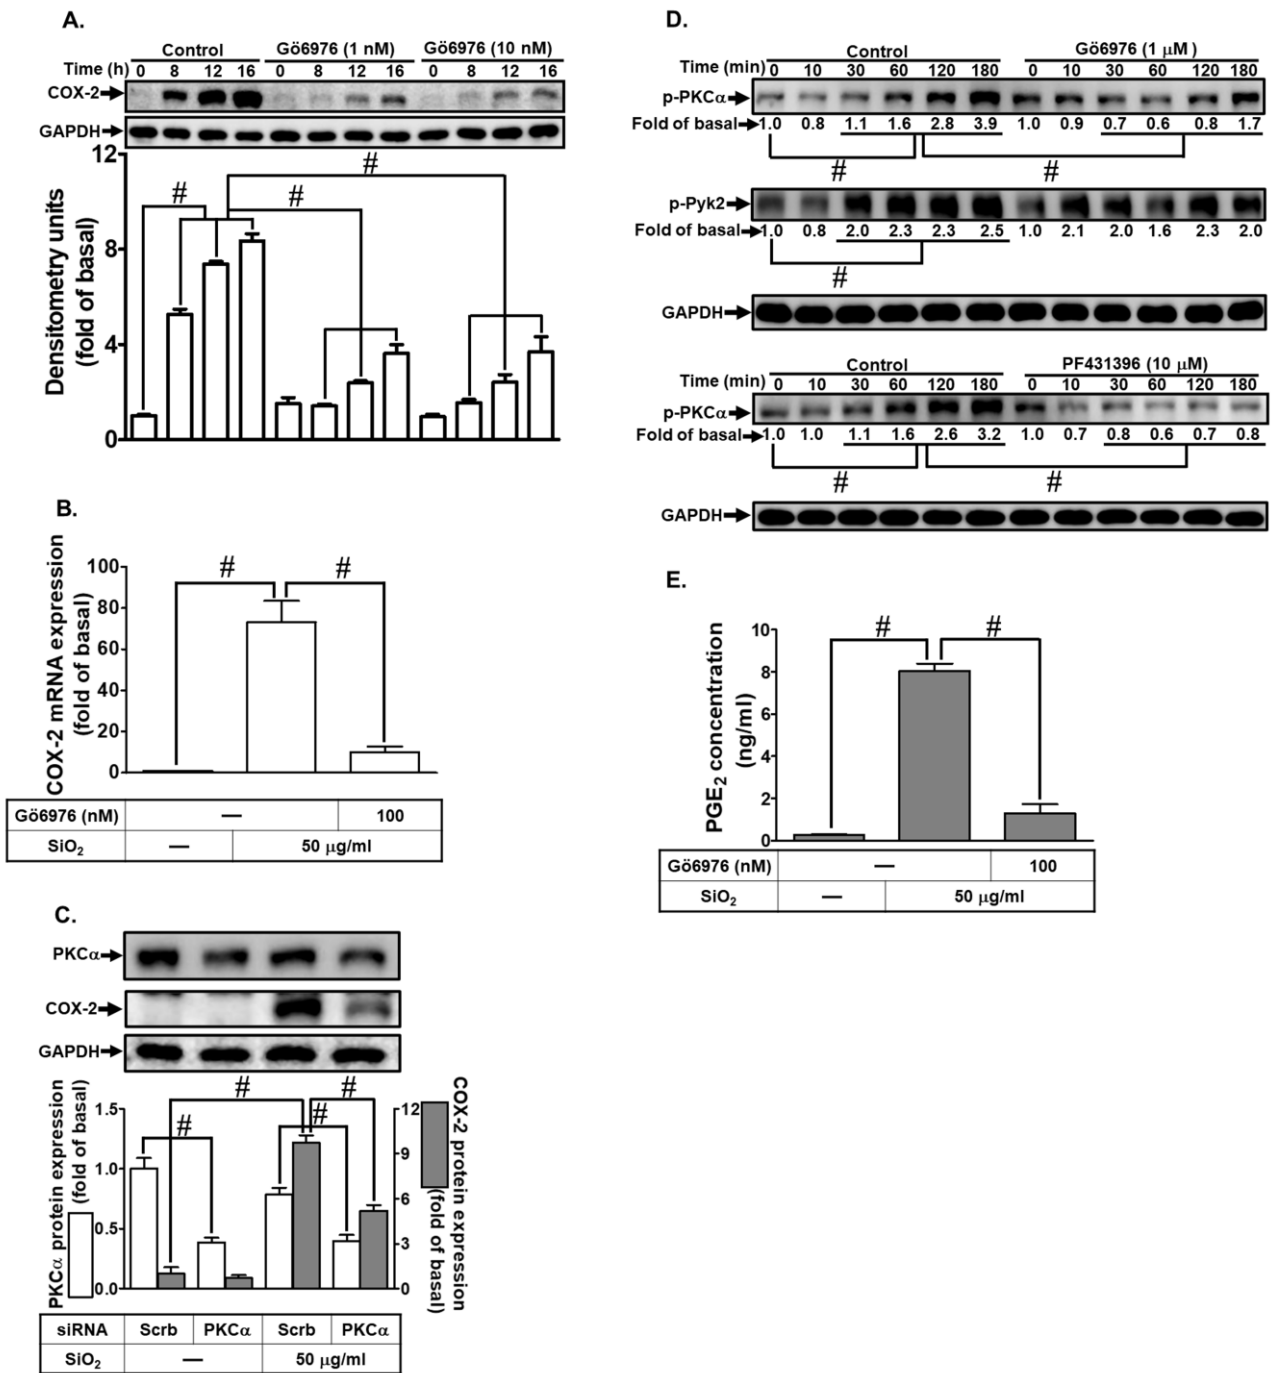 A.
Control Gö6976 (1 nM) Gö6976 (10 nM)
Time (h) 0 8 12 16 0 8 12 16 0 8 12 16
COX-2
GAPDH
12
8
4
0
Densitometry units
(fold of basal)
# # #
B.
COX-2 mRNA expression
(fold of basal)
100
80
60
40
20
0
# #
Gö6976 (nM) — 100
SiO2 — 50 μg/ml
C.
PKCα
COX-2
GAPDH
PKCα protein expression
(fold of basal)
1.5
1.0
0.5
0.0
# # # #
12
9
6
3
0
COX-2 protein expression
(fold of basal)
siRNA Scrb PKCα Scrb PKCα
SiO2 — 50 μg/ml
D.
Control Gö6976 (1 μM)
Time (min) 0 10 30 60 120 180 0 10 30 60 120 180
p-PKCα
Fold of basal 1.0 0.8 1.1 1.6 2.8 3.9 1.0 0.9 0.7 0.6 0.8 1.7
# #
p-Pyk2
Fold of basal 1.0 0.8 2.0 2.3 2.3 2.5 1.0 2.1 2.0 1.6 2.3 2.0
#
GAPDH
Control PF431396 (10 μM)
Time (min) 0 10 30 60 120 180 0 10 30 60 120 180
p-PKCα
Fold of basal 1.0 1.0 1.1 1.6 2.6 3.2 1.0 0.7 0.8 0.6 0.7 0.8
# #
GAPDH
E.
PGE2 concentration
(ng/ml)
10
8
6
4
2
0
# #
Gö6976 (nM) — 100
SiO2 — 50 μg/ml